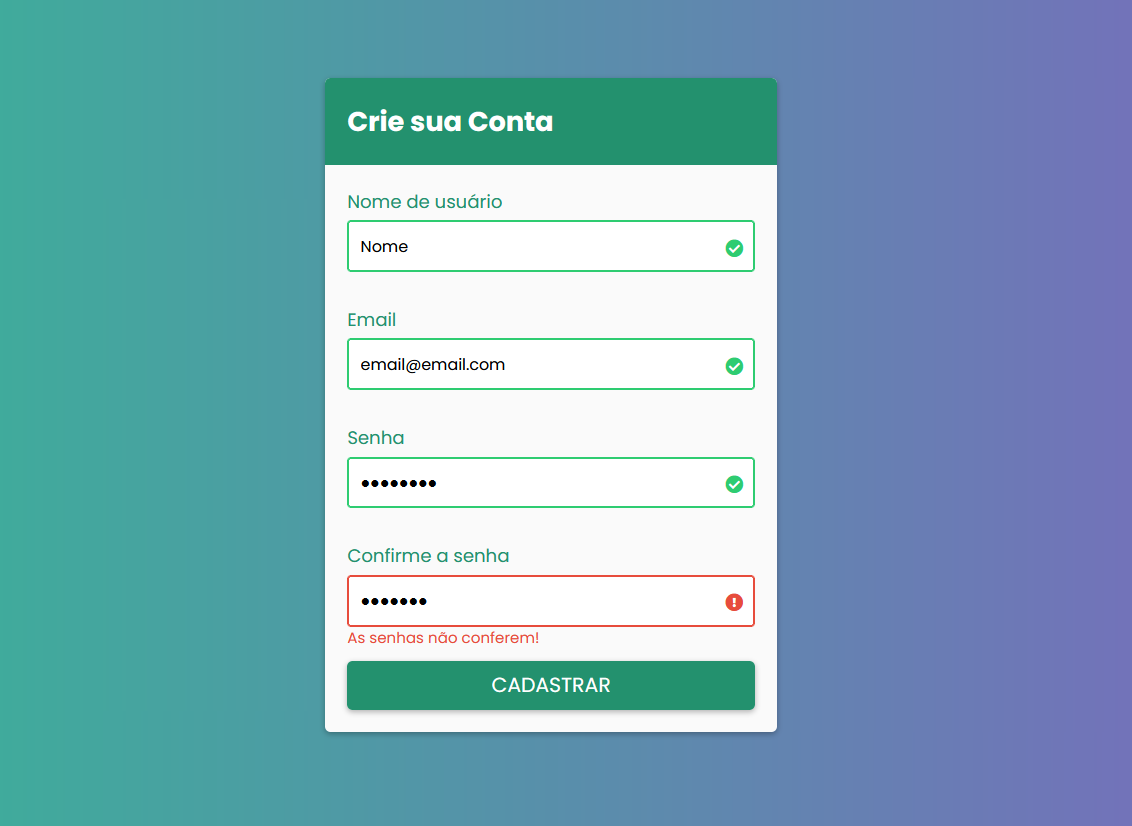 Crie sua Conta
Nome de usuário
Nome
Email
email@email.com
Senha
••••••••
Confirme a senha
•••••••
As senhas não conferem!
CADASTRAR